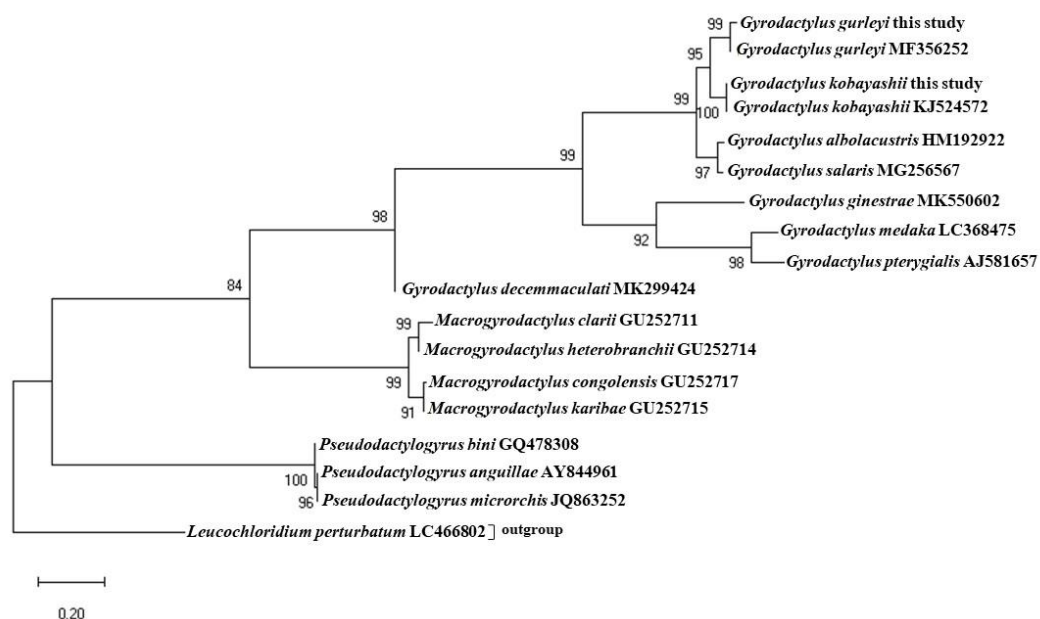 99
Gyrodactylus gurleyi this study
Gyrodactylus gurleyi MF356252
95
Gyrodactylus kobayashii this study
99
100
Gyrodactylus kobayashii KJ524572
Gyrodactylus albolacustris HM192922
99
97
Gyrodactylus salaris MG256567
98
Gyrodactylus ginestrae MK550602
Gyrodactylus medaka LC368475
92
98
Gyrodactylus pterygialis AJ581657
84
Gyrodactylus decemmaculati MK299424
99
Macrogyrodactylus clarii GU252711
Macrogyrodactylus heterobranchii GU252714
99
Macrogyrodactylus congolensis GU252717
91
Macrogyrodactylus karibae GU252715
Pseudodactylogyrus bini GQ478308
100
Pseudodactylogyrus anguillae AY844961
96
Pseudodactylogyrus microrchis JQ863252
Leucochloridium perturbatum LC466802] outgroup
0.20